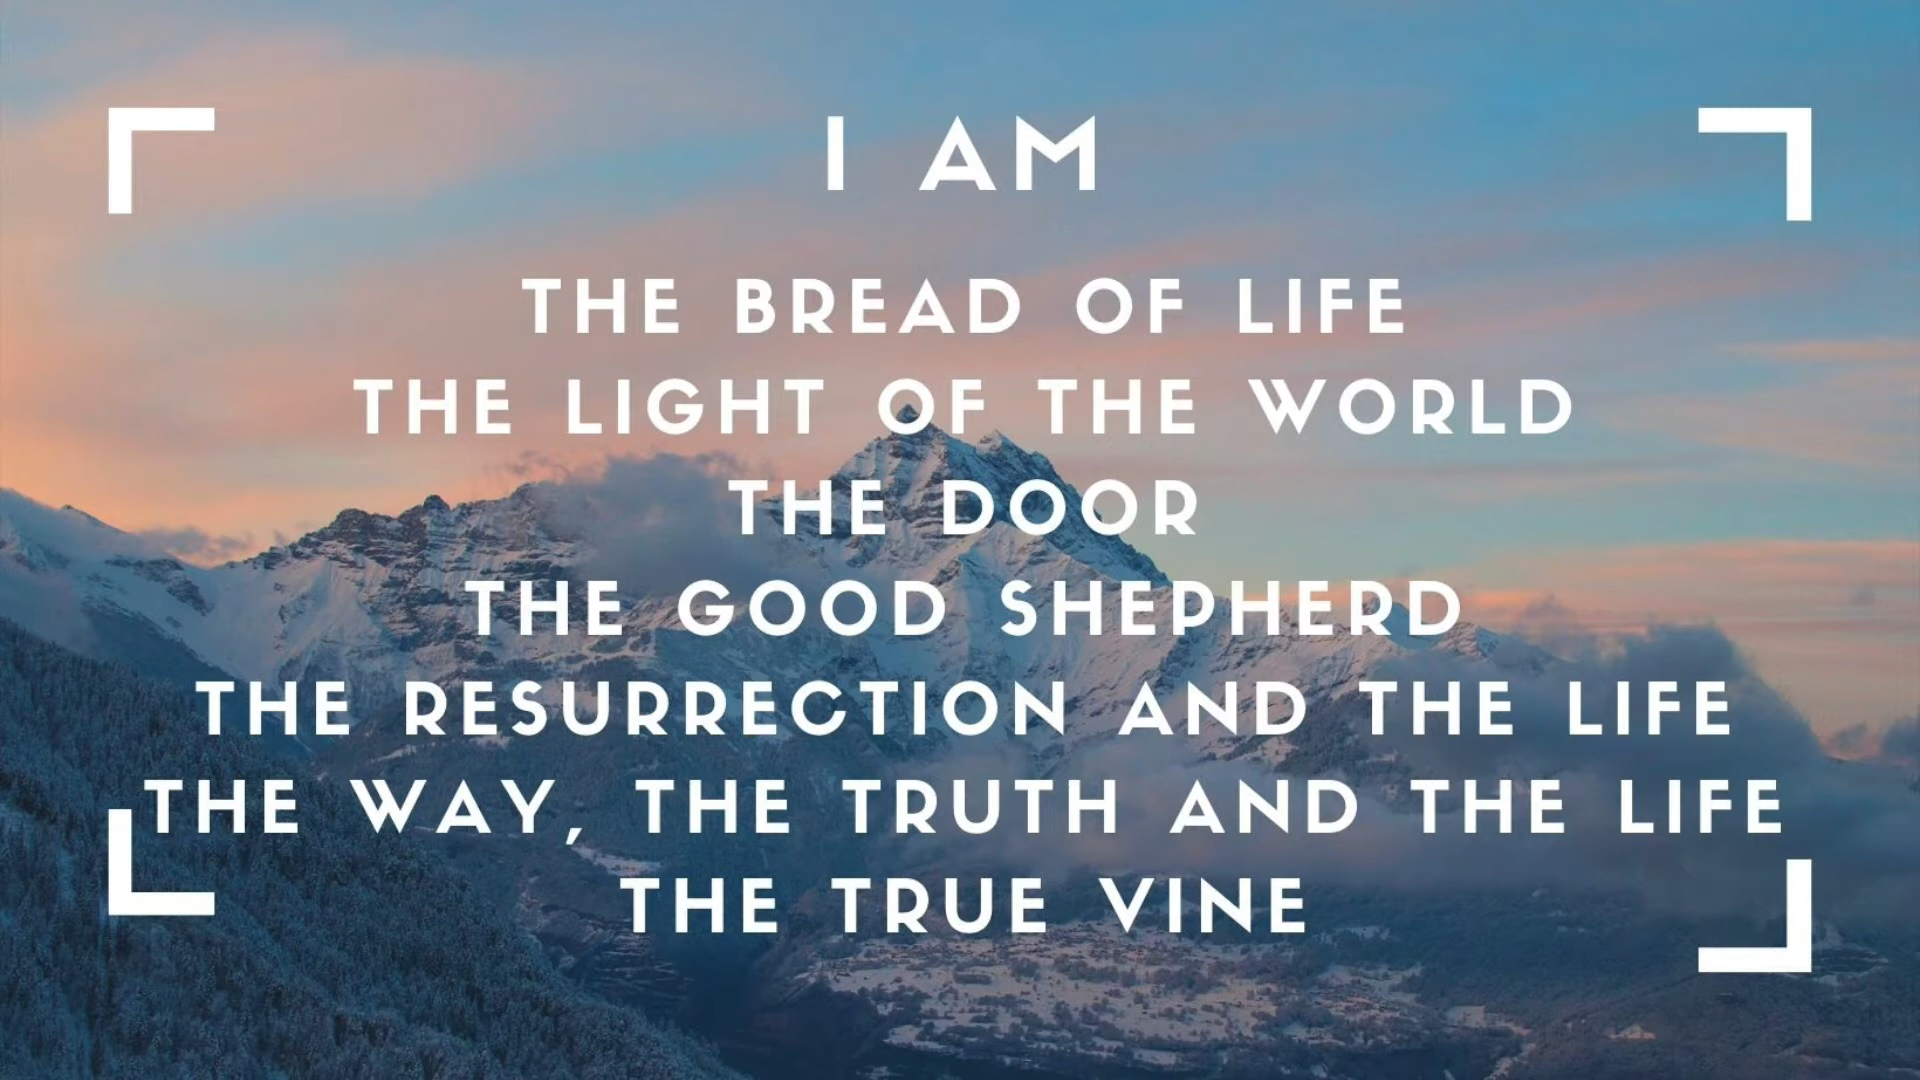 I AM
THE BREAD OF LIFE
THE LIGHT OF THE WORLD
THE DOOR
THE GOOD SHEPHERD
THE RESURRECTION AND THE LIFE
THE WAY, THE TRUTH AND THE LIFE
THE TRUE VINE